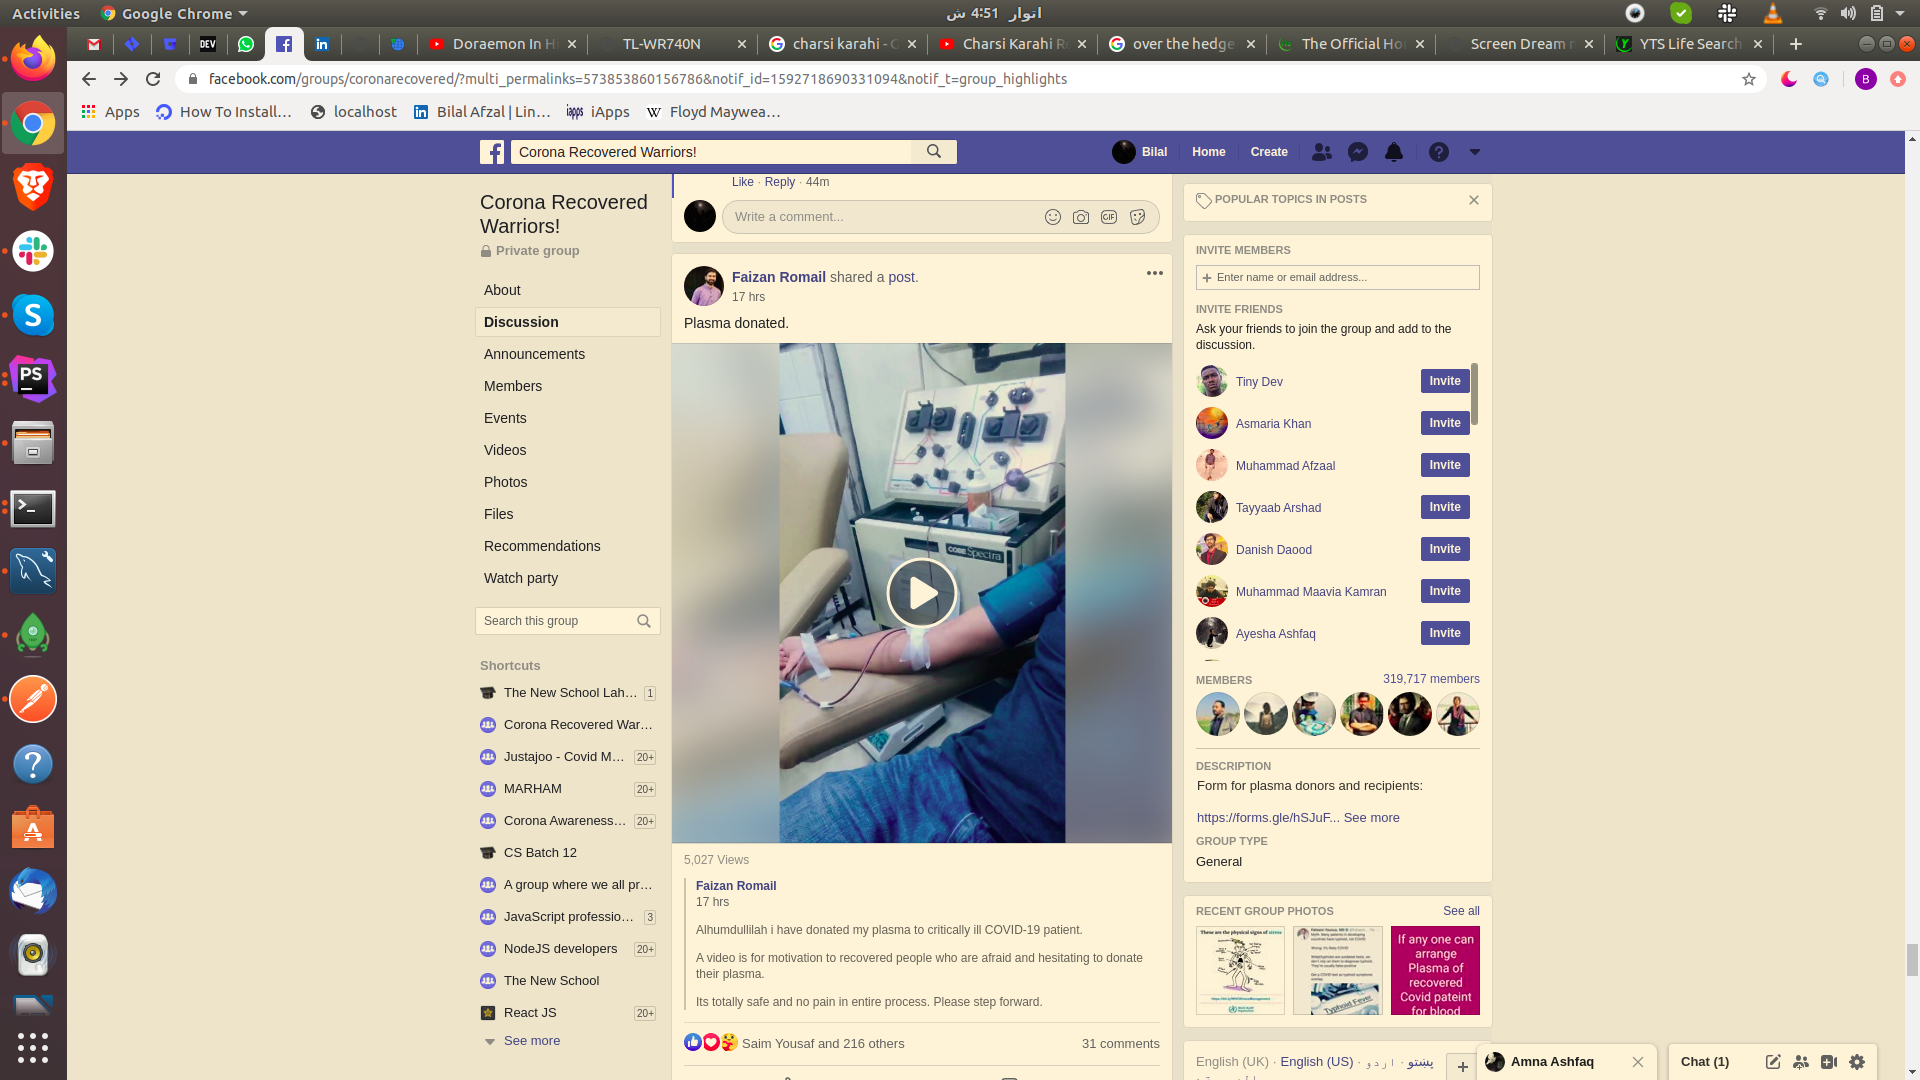 Activities
Google Chrome
اتوار 4:51 ش
Doraemon In H
TL-WR740N
charsi karahi - G
Charsi Karahi R
over the hedge
The Official Ho
Screen Dream r
YTS Life Search
facebook.com/groups/coronarecovered/?multi_permalinks=573853860156786&notif_id=1592718690331094&notif_t=group_highlights
Apps
How To Install...
localhost
Bilal Afzal | Lin...
iApps
Floyd Maywea...
Corona Recovered Warriors!
Bilal
Home
Create
Corona Recovered
Warriors!
Private group
About
Discussion
Announcements
Members
Events
Videos
Photos
Files
Recommendations
Watch party
Search this group
Shortcuts
The New School Lah... 1
Corona Recovered War...
Justajoo - Covid M... 20+
MARHAM 20+
Corona Awareness... 20+
CS Batch 12
A group where we all pr...
JavaScript professio... 3
NodeJS developers 20+
The New School
React JS 20+
See more
Like · Reply · 44m
Write a comment...
GIF
Faizan Romail shared a post.
17 hrs
Plasma donated.
COBE Spectra
5,027 Views
Faizan Romail
17 hrs
Alhumdullilah i have donated my plasma to critically ill COVID-19 patient.
A video is for motivation to recovered people who are afraid and hesitating to donate
their plasma.
Its totally safe and no pain in entire process. Please step forward.
Saim Yousaf and 216 others
31 comments
POPULAR TOPICS IN POSTS
INVITE MEMBERS
Enter name or email address...
INVITE FRIENDS
Ask your friends to join the group and add to the
discussion.
Tiny Dev Invite
Asmaria Khan Invite
Muhammad Afzaal Invite
Tayyaab Arshad Invite
Danish Daood Invite
Muhammad Maavia Kamran Invite
Ayesha Ashfaq Invite
MEMBERS 319,717 members
DESCRIPTION
Form for plasma donors and recipients:
https://forms.gle/hSJuF... See more
GROUP TYPE
General
RECENT GROUP PHOTOS See all
These are the physical signs of stress
Typhoid Fever
If any one can
arrange
Plasma of
recovered
Covid pateint
for blood
English (UK) · English (US) · اردو · پښتو
Amna Ashfaq
Chat (1)